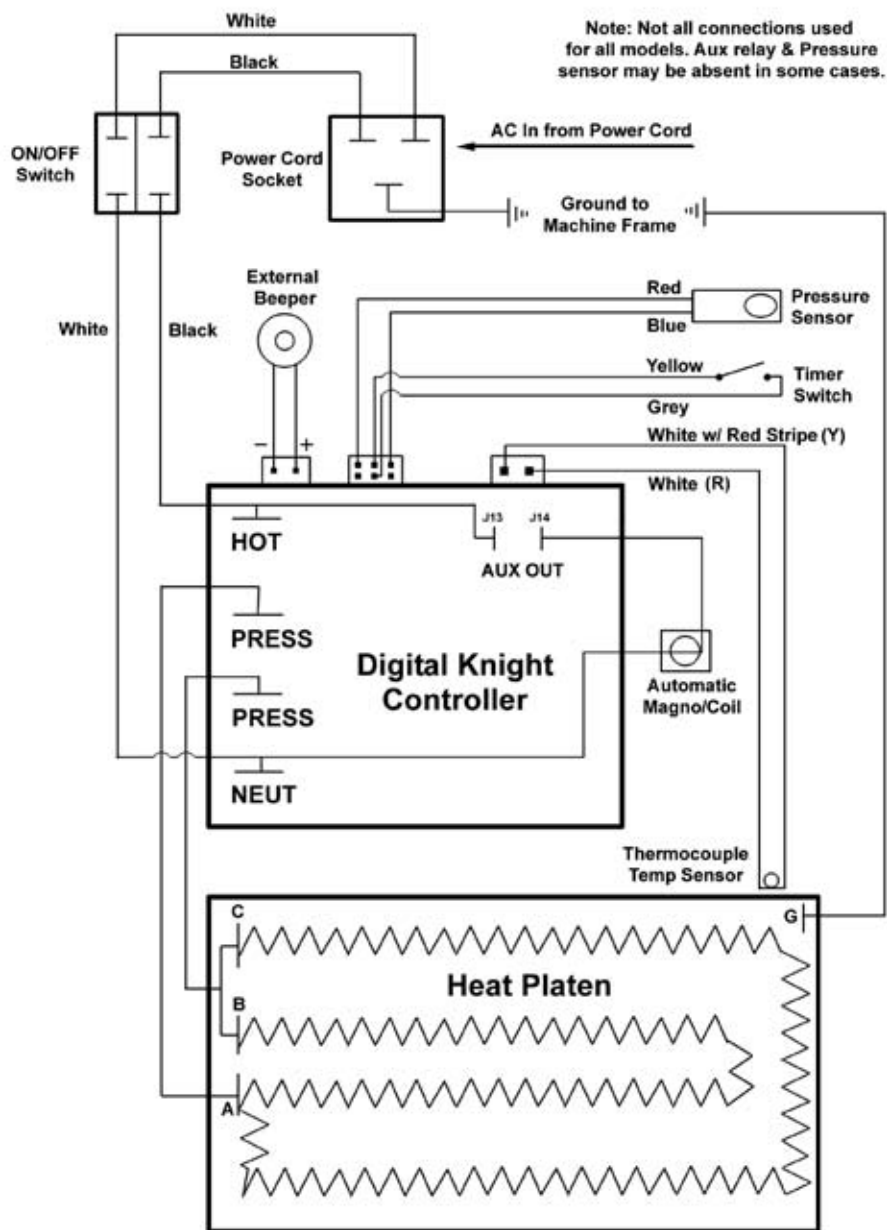 White
Note: Not all connections used
for all models. Aux relay & Pressure
sensor may be absent in some cases.
Black
ON/OFF
Switch
Power Cord
Socket
AC In from Power Cord
Ground to
Machine Frame
External
Beeper
White
Black
Red
Blue
Pressure
Sensor
Yellow
Grey
Timer
Switch
White w/ Red Stripe (Y)
White (R)
– +
HOT
J13 J14
AUX OUT
PRESS
PRESS
NEUT
Digital Knight
Controller
Automatic
Magno/Coil
Thermocouple
Temp Sensor
C
G
Heat Platen
B
A